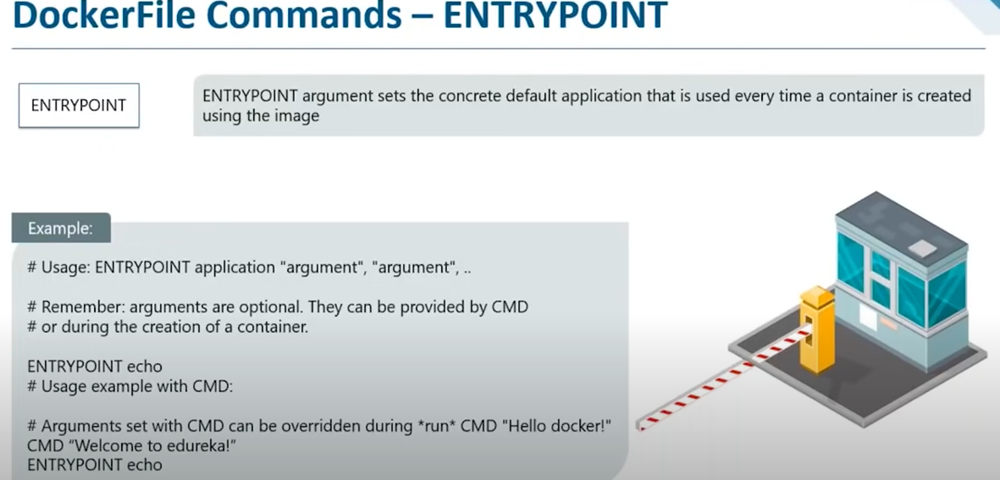 DockerFile Commands – ENTRYPOINT
ENTRYPOINT
ENTRYPOINT argument sets the concrete default application that is used every time a container is created
using the image
Example:
# Usage: ENTRYPOINT application "argument", "argument", ..
# Remember: arguments are optional. They can be provided by CMD
# or during the creation of a container.
ENTRYPOINT echo
# Usage example with CMD:
# Arguments set with CMD can be overridden during *run* CMD "Hello docker!"
CMD “Welcome to edureka!”
ENTRYPOINT echo